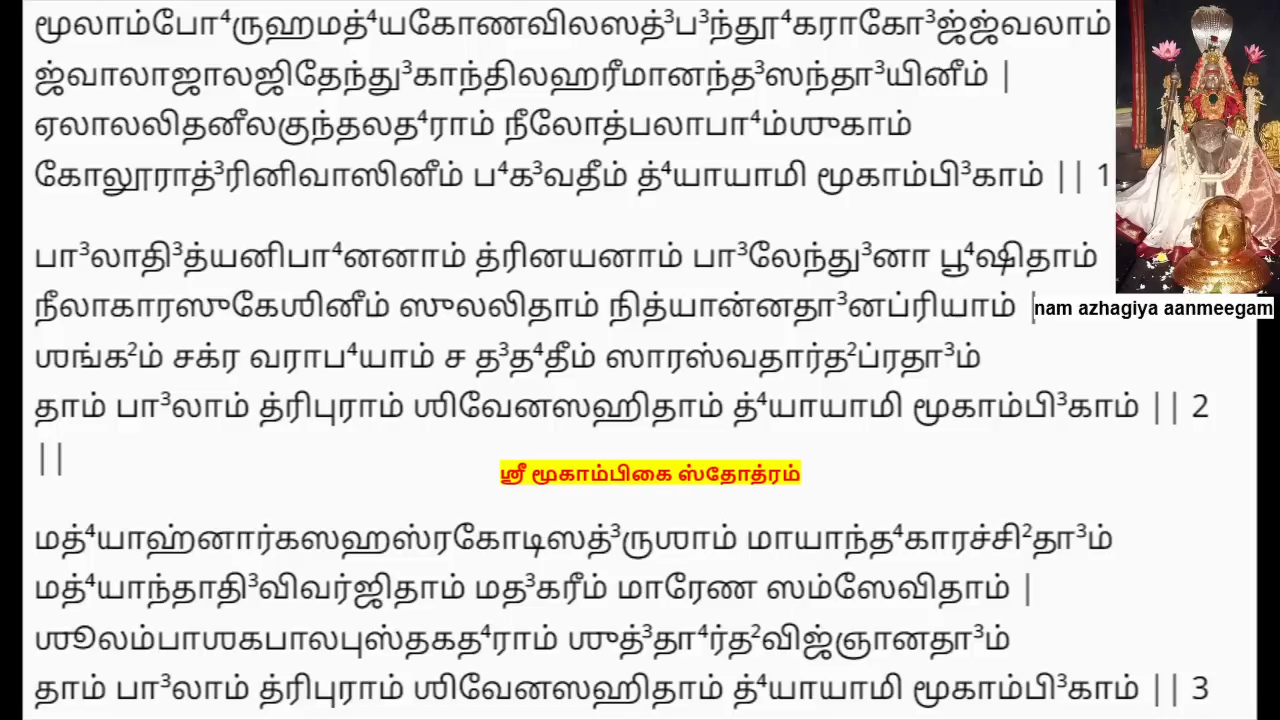 மூலாம்போ⁴ருஹமத்⁴யகோணவிலஸத்³ப³ந்தூ⁴கராகோ³ஜ்ஜ்வலாம்
ஜ்வாலாஜாலஜிதேந்து³காந்திலஹரீமானந்த³ஸந்தா³யினீம் |
ஏலாலலிதனீலகுந்தலத⁴ராம் நீலோத்பலாபா⁴ம்ஶுகாம்
கோலூராத்³ரினிவாஸினீம் ப⁴க³வதீம் த்⁴யாயாமி மூகாம்பி³காம் || 1
பா³லாதி³த்யனிபா⁴னனாம் த்ரினயனாம் பா³லேந்து³னா பூ⁴ஷிதாம்
நீலாகாரஸுகேஶினீம் ஸுலலிதாம் நித்யான்னதா³னப்ரியாம் |
nam azhagiya aanmeegam
ஶங்க²ம் சக்ர வராப⁴யாம் ச த³த⁴தீம் ஸாரஸ்வதார்த²ப்ரதா³ம்
தாம் பா³லாம் த்ரிபுராம் ஶிவேனஸஹிதாம் த்⁴யாயாமி மூகாம்பி³காம் || 2
||
ஸ்ரீ மூகாம்பிகை ஸ்தோத்ரம்
மத்⁴யாஹ்னார்கஸஹஸ்ரகோடிஸத்³ருஶாம் மாயாந்த⁴காரச்சி²தா³ம்
மத்⁴யாந்தாதி³விவர்ஜிதாம் மத³கரீம் மாரேண ஸம்ஸேவிதாம் |
ஶூலம்பாஶகபாலபுஸ்தகத⁴ராம் ஶுத்³தா⁴ர்த²விஜ்ஞானதா³ம்
தாம் பா³லாம் த்ரிபுராம் ஶிவேனஸஹிதாம் த்⁴யாயாமி மூகாம்பி³காம் || 3